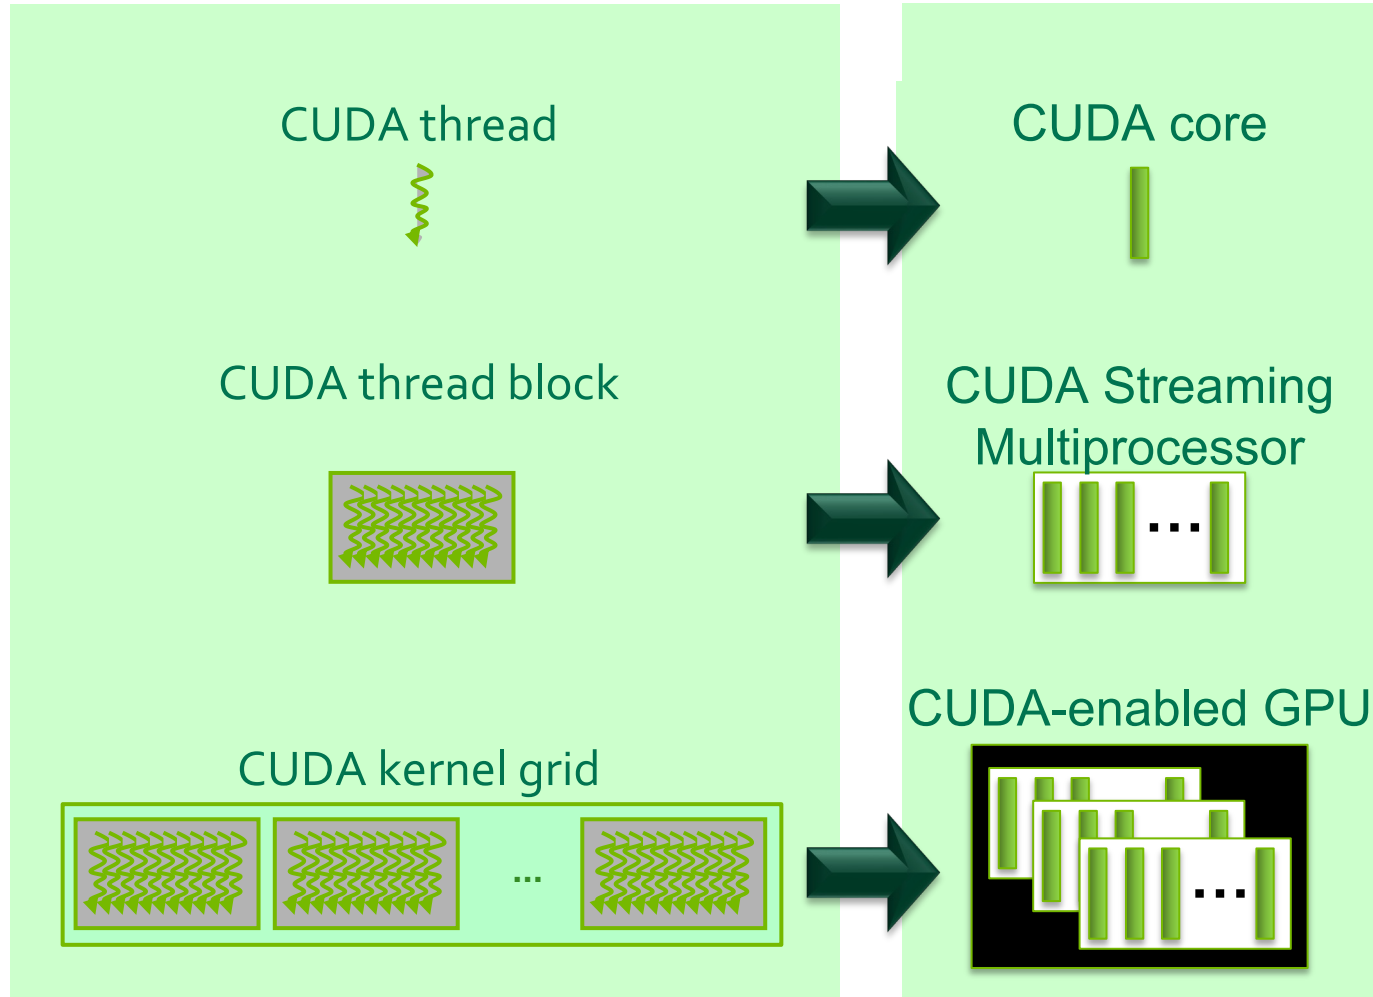 CUDA thread
CUDA core
CUDA thread block
CUDA Streaming
Multiprocessor
...
CUDA-enabled GPU
CUDA kernel grid
...
...